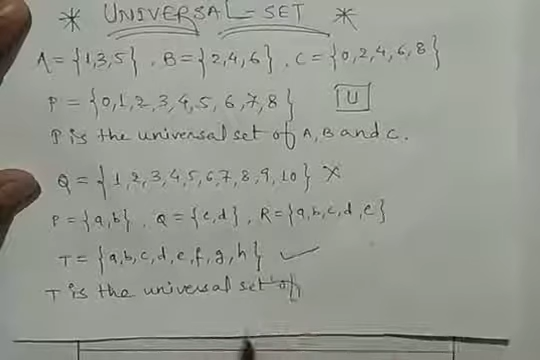 * UNIVERSAL SET *
A = {1,3,5} , B = {2,4,6} , C = {0,2,4,6,8}
P = {0,1,2,3,4,5,6,7,8} U
P is the universal set of A, B and C.
Q = {1,2,3,4,5,6,7,8,9,10} X
P = {a,b} , Q = {c,d} , R = {a,b,c,d,e}
T = {a,b,c,d,e,f,g,h} ✓
T is the universal set of